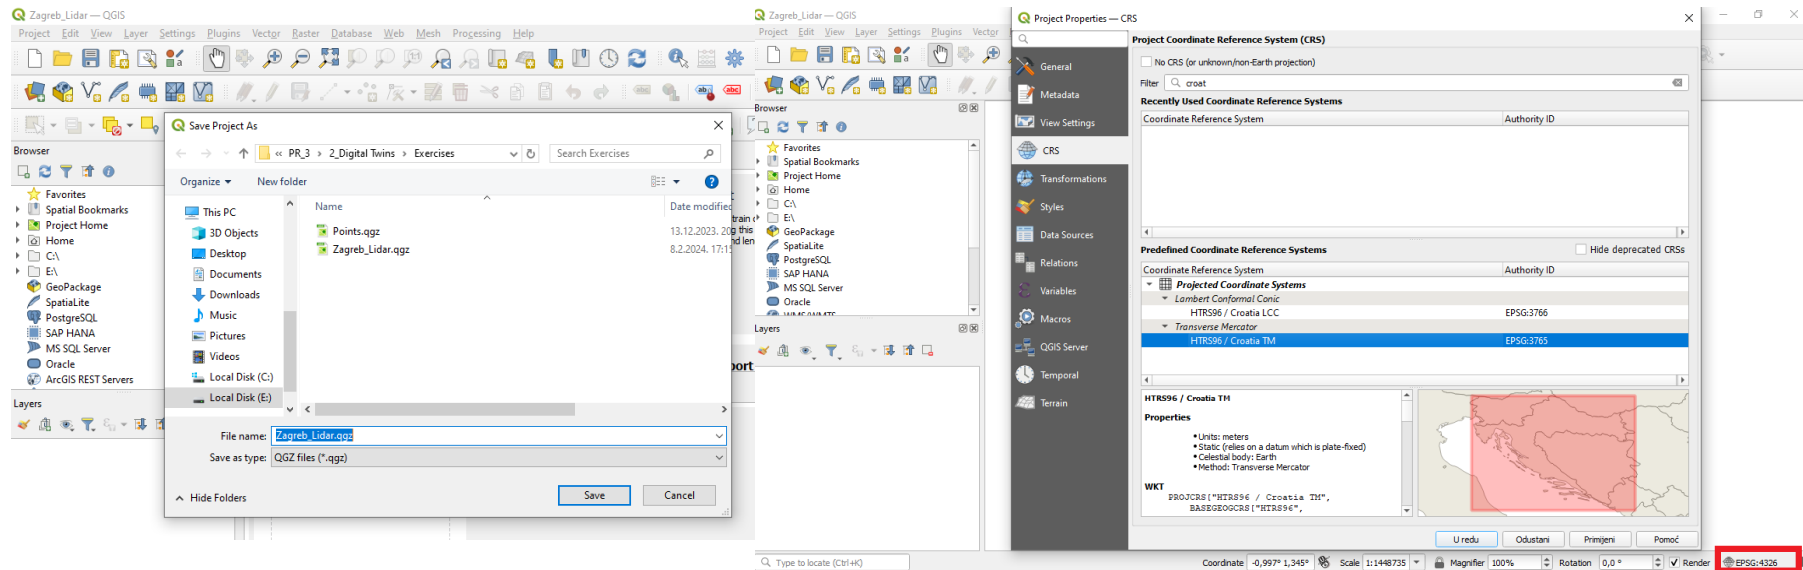 Zagreb_Lidar — QGIS
Project Edit View Layer Settings Plugins Vector Raster Database Web Mesh Processing Help
Save Project As
« PR_3 › 2_Digital Twins › Exercises
Search Exercises
Organize New folder
Name Date modified
Points.qgz 13.12.2023. 20
Zagreb_Lidar.qgz 8.2.2024. 17:15
This PC
3D Objects
Desktop
Documents
Downloads
Music
Pictures
Videos
Local Disk (C:)
Local Disk (E:)
File name: Zagreb_Lidar.qgz
Save as type: QGZ files (*.qgz)
Hide Folders
Save Cancel
Browser
Favorites
Spatial Bookmarks
Project Home
Home
C:\
E:\
GeoPackage
SpatiaLite
PostgreSQL
SAP HANA
MS SQL Server
Oracle
ArcGIS REST Servers
Layers
Zagreb_Lidar — QGIS
Project Edit View Layer Settings Plugins Vect
Browser
Favorites
Spatial Bookmarks
Project Home
Home
C:\
E:\
GeoPackage
SpatiaLite
PostgreSQL
SAP HANA
MS SQL Server
Oracle
WMS/WMTS
Layers
Project Properties — CRS
General
Metadata
View Settings
CRS
Transformations
Styles
Data Sources
Relations
Variables
Macros
QGIS Server
Temporal
Terrain
Project Coordinate Reference System (CRS)
No CRS (or unknown/non-Earth projection)
Filter croat
Recently Used Coordinate Reference Systems
Coordinate Reference System Authority ID
Predefined Coordinate Reference Systems Hide deprecated CRSs
Coordinate Reference System Authority ID
Projected Coordinate Systems
Lambert Conformal Conic
HTRS96 / Croatia LCC EPSG:3766
Transverse Mercator
HTRS96 / Croatia TM EPSG:3765
HTRS96 / Croatia TM
Properties
• Units: meters
• Static (relies on a datum which is plate-fixed)
• Celestial body: Earth
• Method: Transverse Mercator
WKT
PROJCRS["HTRS96 / Croatia TM",
BASEGEOGCRS["HTRS96",
U redu Odustani Primijeni Pomoć
Type to locate (Ctrl+K) Coordinate -0,997° 1,345° Scale 1:1448735 Magnifier 100% Rotation 0,0 ° Render EPSG:4326